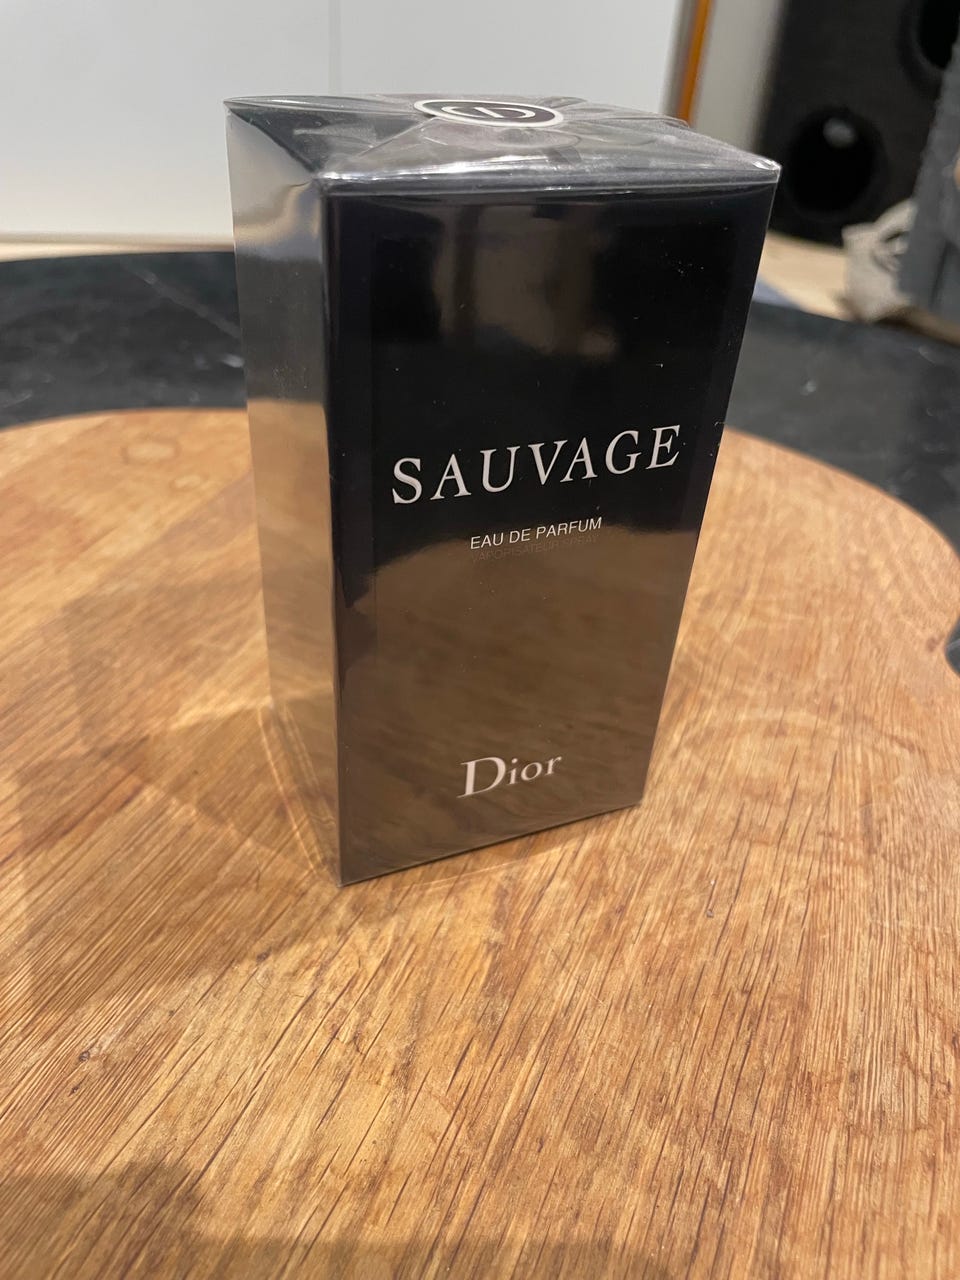 SAUVAGE
EAU DE PARFUM
VAPORISATEUR SPRAY
Dior